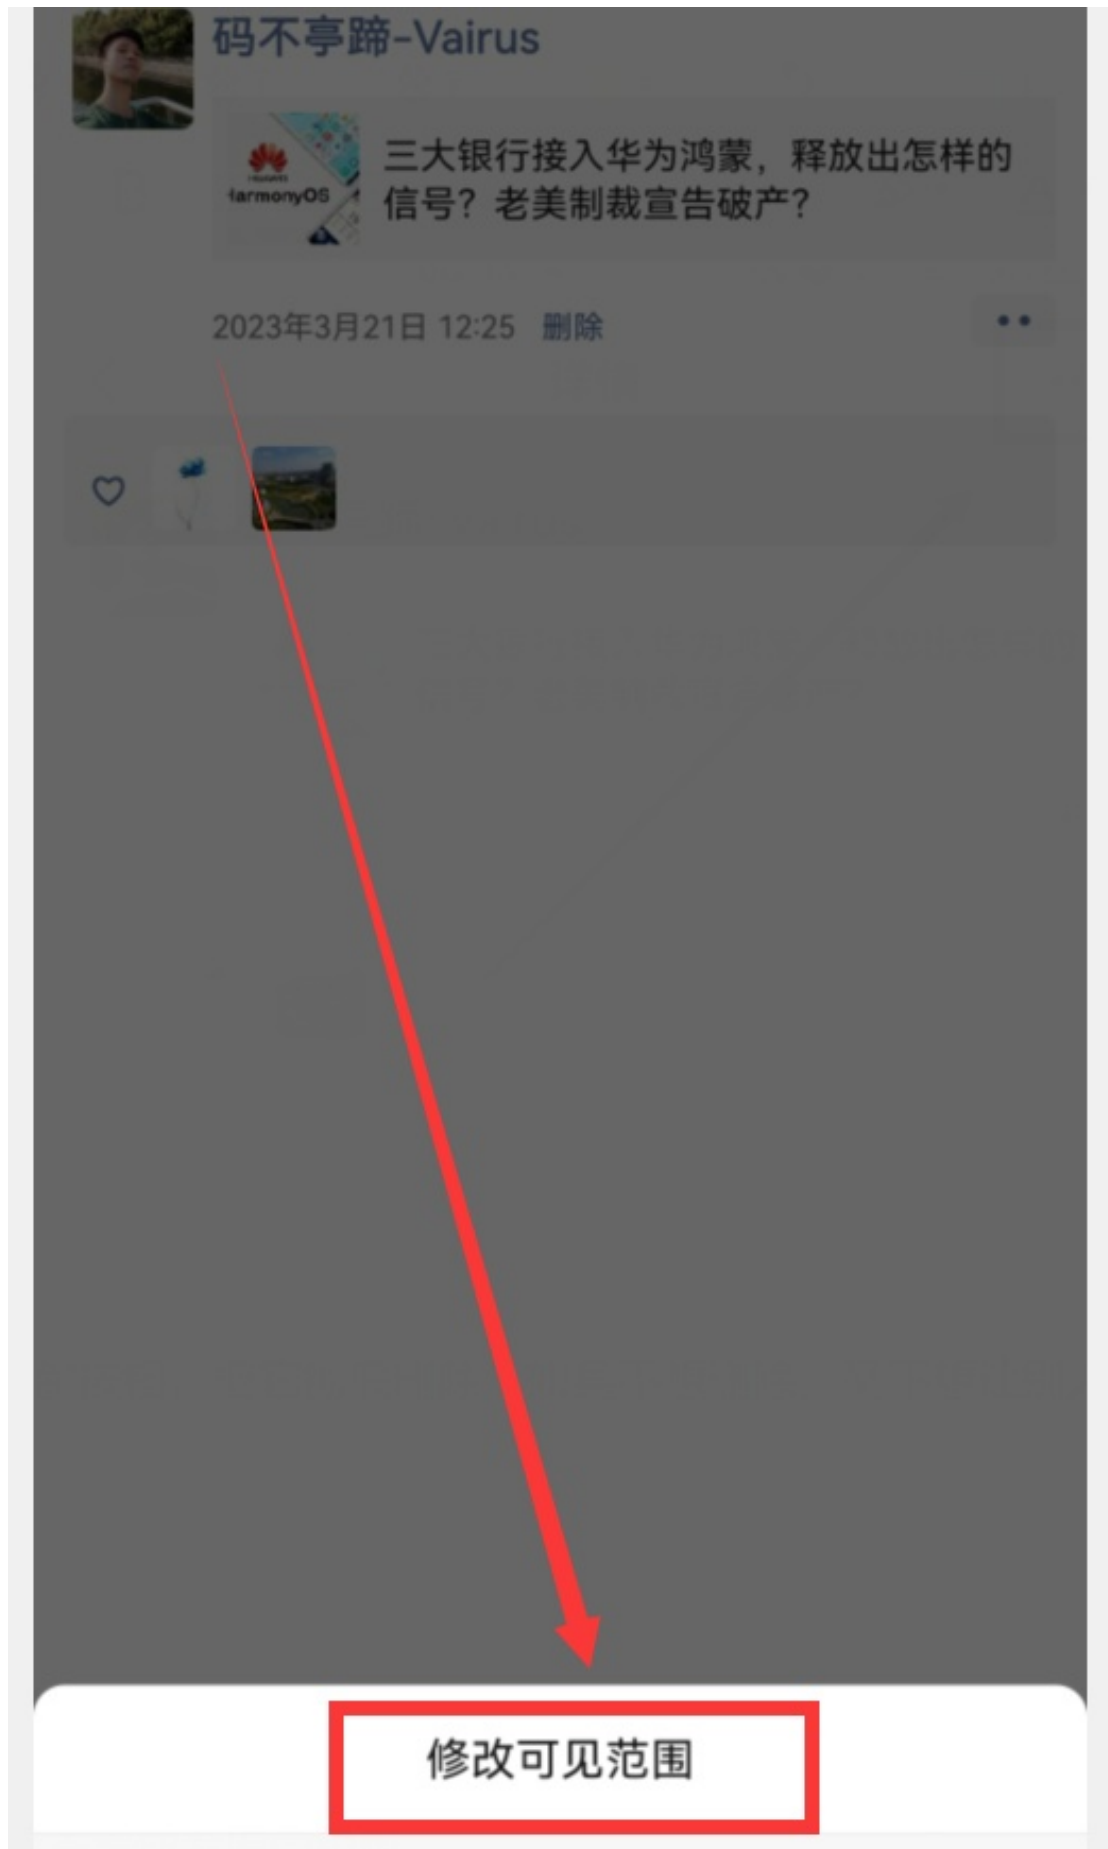 码不亭蹄-Vairus
三大银行接入华为鸿蒙，释放出怎样的
信号？老美制裁宣告破产？
HUAWEI
HarmonyOS
2023年3月21日 12:25 删除
修改可见范围